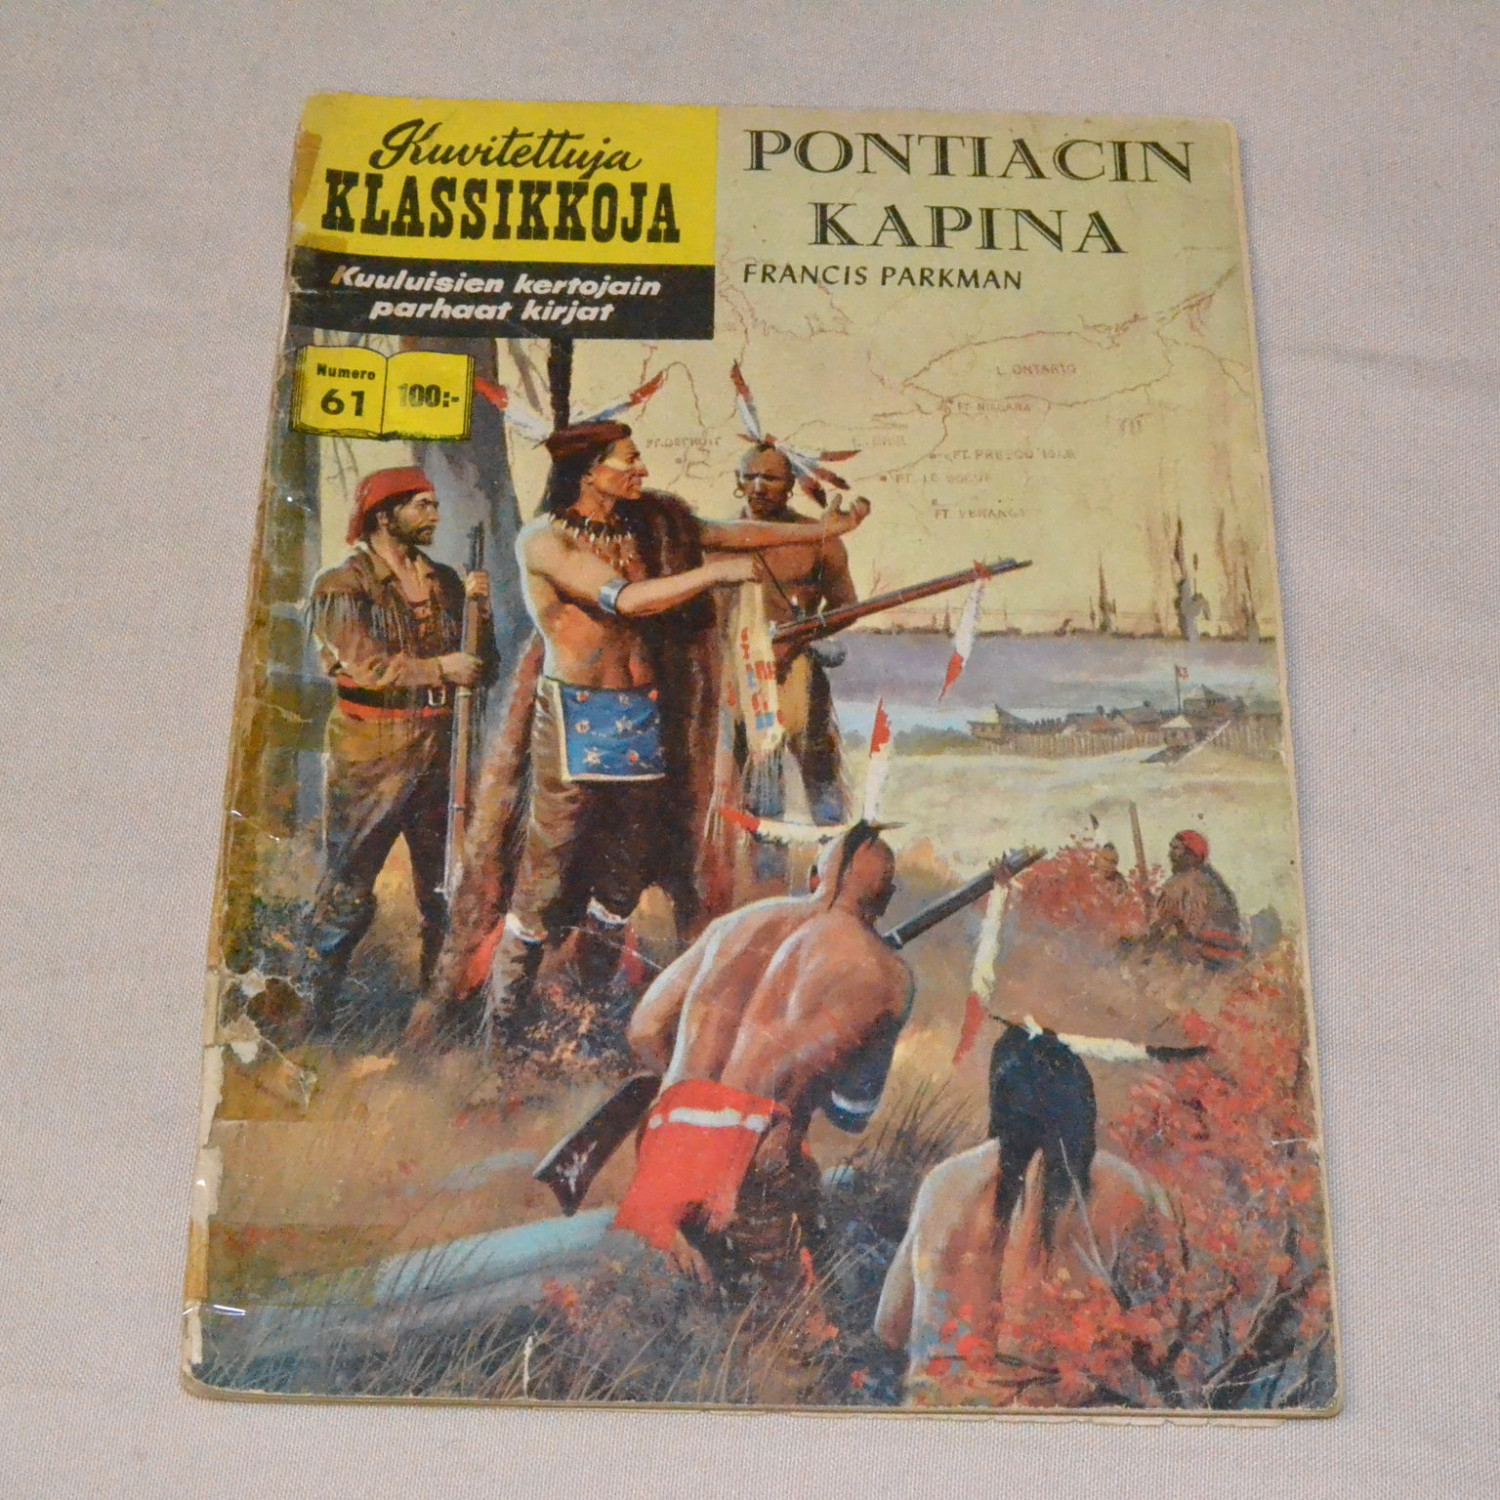 Kuvitettuja
KLASSIKKOJA
Kuuluisien kertojain
parhaat kirjat
Numero
61
100:-
PONTIACIN
KAPINA
FRANCIS PARKMAN
L. ONTARIO
FT. NIAGARA
FT. DETROIT
L. ERIE
FT. PRESQU'ISLE
FT. LE BOEUF
FT VENANGO